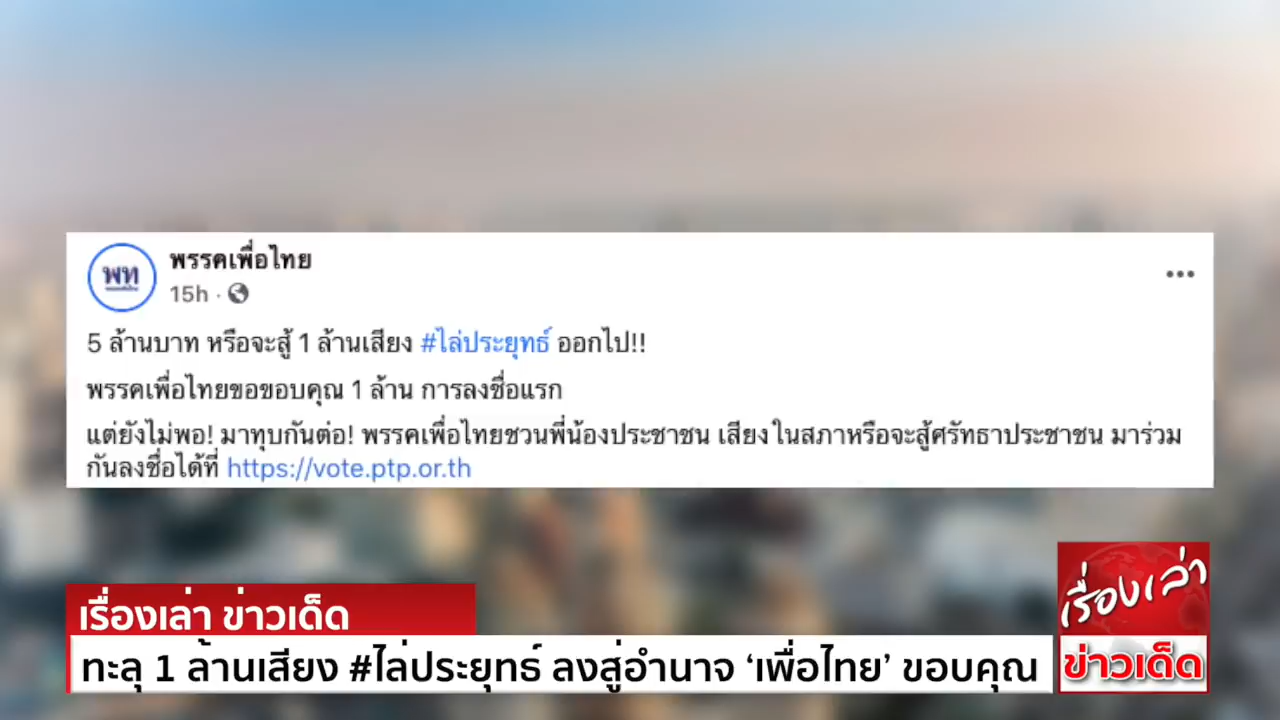 พท
พรรคเพื่อไทย
15h ·
5 ล้านบาท หรือจะสู้ 1 ล้านเสียง #ไล่ประยุทธ์ ออกไป!!
พรรคเพื่อไทยขอขอบคุณ 1 ล้าน การลงชื่อแรก
แต่ยังไม่พอ! มาทุบกันต่อ! พรรคเพื่อไทยชวนพี่น้องประชาชน เสียงในสภาหรือจะสู้ศรัทธาประชาชน มาร่วม
กันลงชื่อได้ที่ https://vote.ptp.or.th
เรื่องเล่า ข่าวเด็ด
ทะลุ 1 ล้านเสียง #ไล่ประยุทธ์ ลงสู่อำนาจ ‘เพื่อไทย’ ขอบคุณ
เรื่องเล่า
ข่าวเด็ด